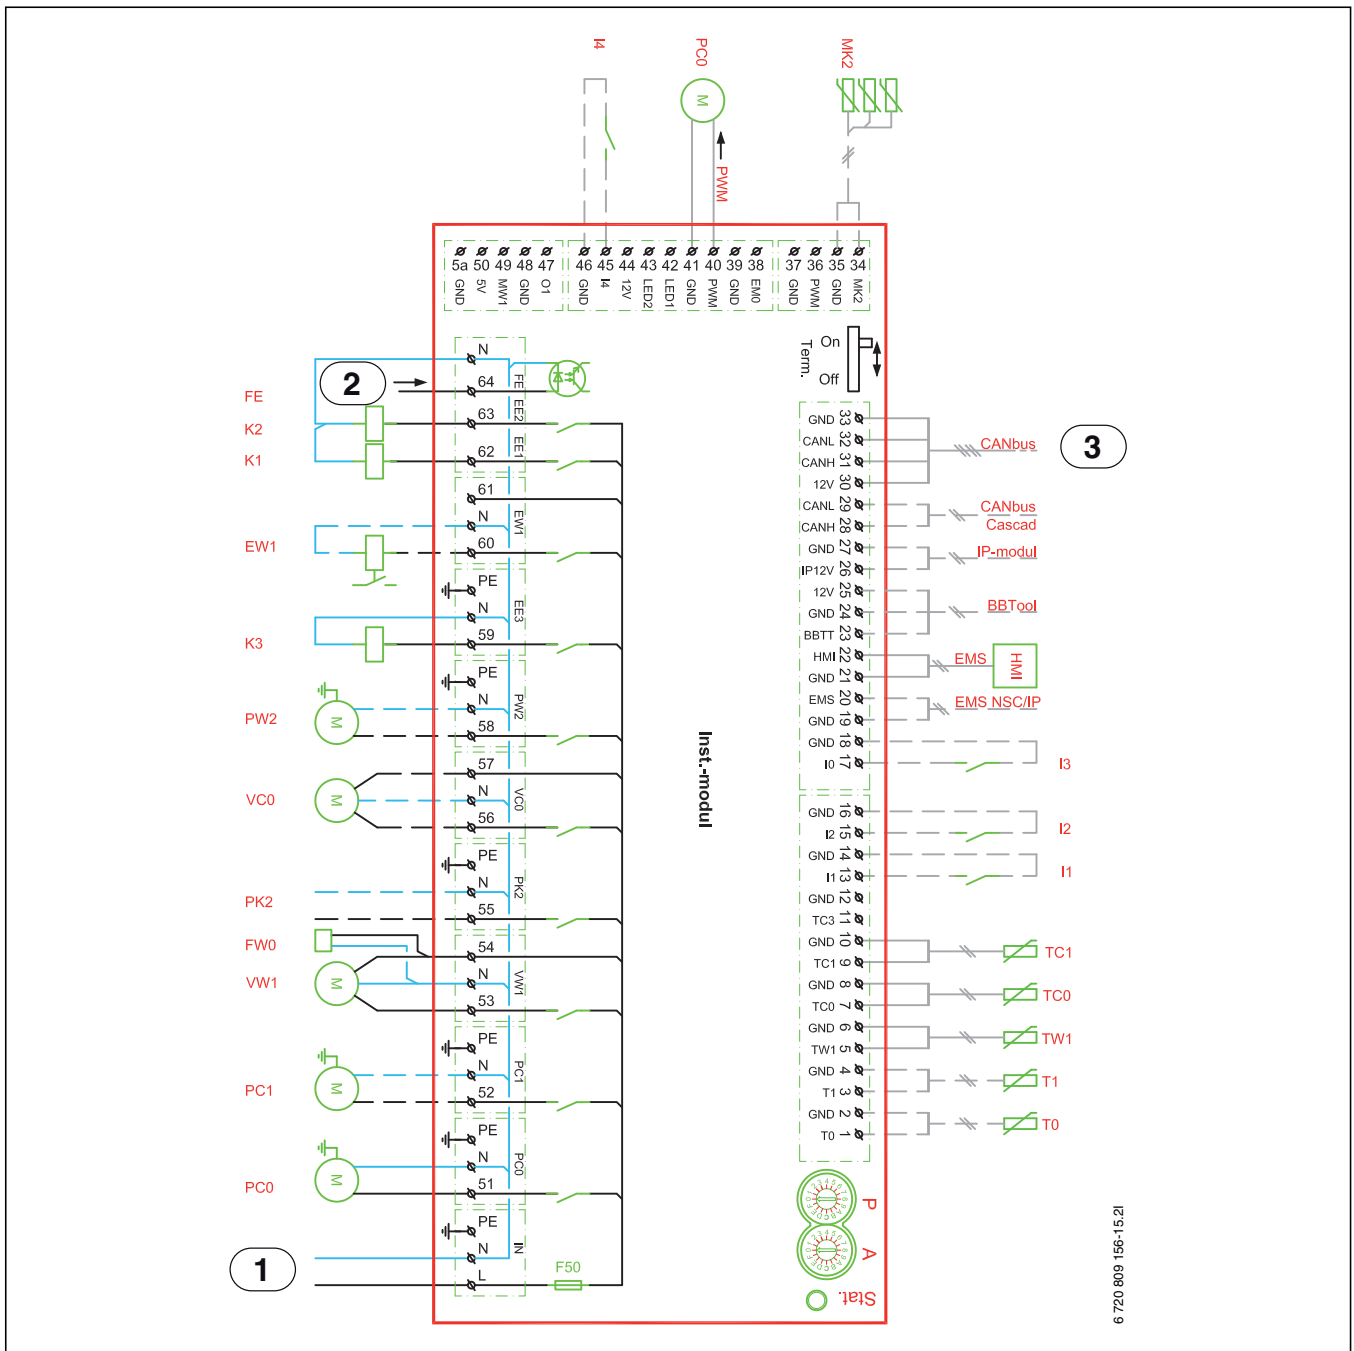 I4
PC0
MK2
M
PWM
5a 50 49 48 47 46 45 44 43 42 41 40 39 38 37 36 35 34
GND 5V MW1 GND O1 GND I4 12V LED2 LED1 GND PWM GND EM0 GND PWM GND MK2
Term.
On
Off
Inst.-modul
2
FE
K2
K1
N
64 FE
63 EE2
62 EE1
61
EW1
N EW1
60
PE
N EE3
K3
59
PE
PW2
M
N PW2
58
57
VC0
M
N VC0
56
PE
PK2
N PK2
55
FW0
54
VW1
M
N VW1
53
PE
PC1
M
N PC1
52
PE
PC0
M
N PC0
51
PE
1
N IN
L
F50
GND 33
CANL 32
CANH 31
12V 30
CANbus
3
CANL 29
CANH 28
CANbus
Cascad
GND 27
IP12V 26
IP-modul
12V 25
GND 24
BBTT 23
BBTool
HMI 22
GND 21
EMS
HMI
EMS 20
GND 19
EMS NSC/IP
GND 18
I0 17
I3
GND 16
I2 15
I2
GND 14
I1 13
I1
GND 12
TC3 11
GND 10
TC1 9
TC1
GND 8
TC0 7
TC0
GND 6
TW1 5
TW1
GND 4
T1 3
T1
GND 2
T0 1
T0
P
A
Stat.
6 720 809 156-15.2I